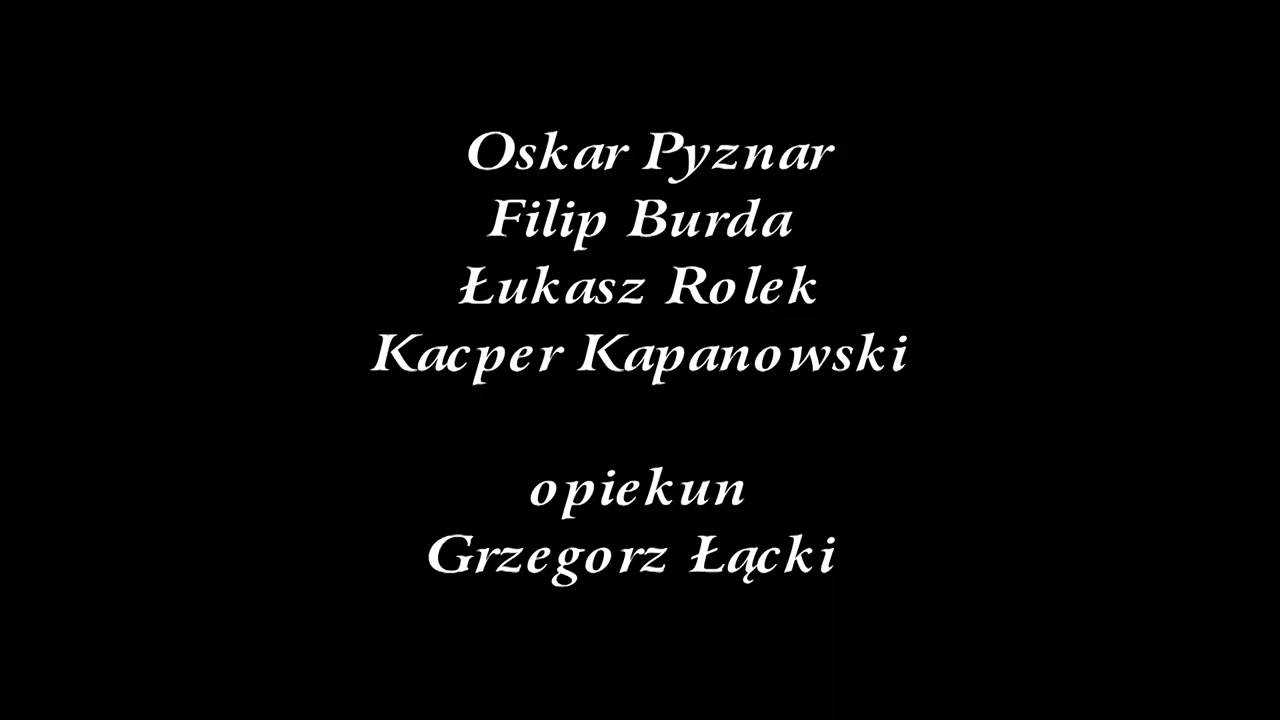 Oskar Pyznar
Filip Burda
Łukasz Rolek
Kacper Kapanowski
opiekun
Grzegorz Łącki